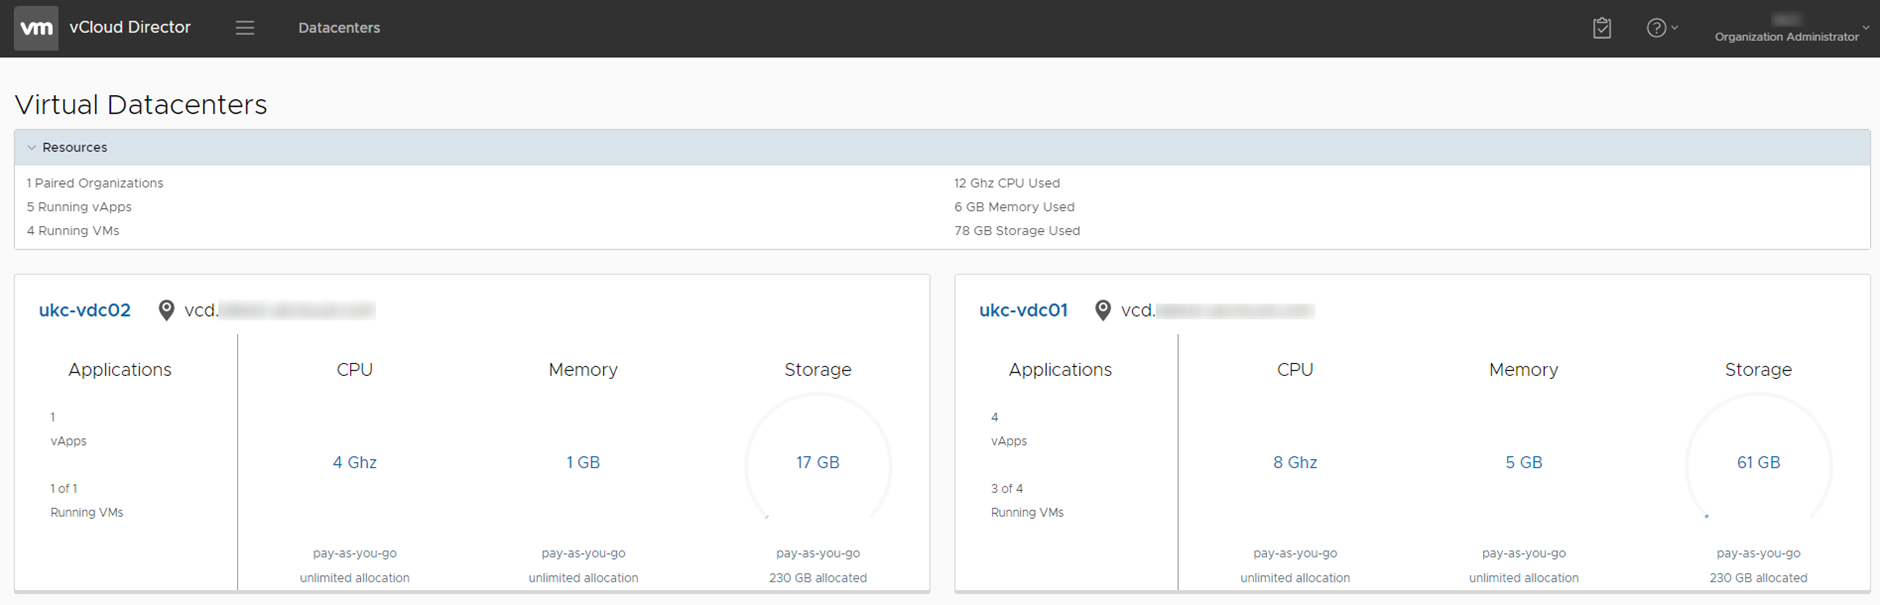 vm vCloud Director Datacenters
Organization Administrator
Virtual Datacenters
Resources
1 Paired Organizations
5 Running vApps
4 Running VMs
12 Ghz CPU Used
6 GB Memory Used
78 GB Storage Used
ukc-vdc02 vcd.
Applications
1
vApps
1 of 1
Running VMs
CPU
4 Ghz
pay-as-you-go
unlimited allocation
Memory
1 GB
pay-as-you-go
unlimited allocation
Storage
17 GB
pay-as-you-go
230 GB allocated
ukc-vdc01 vcd.
Applications
4
vApps
3 of 4
Running VMs
CPU
8 Ghz
pay-as-you-go
unlimited allocation
Memory
5 GB
pay-as-you-go
unlimited allocation
Storage
61 GB
pay-as-you-go
230 GB allocated